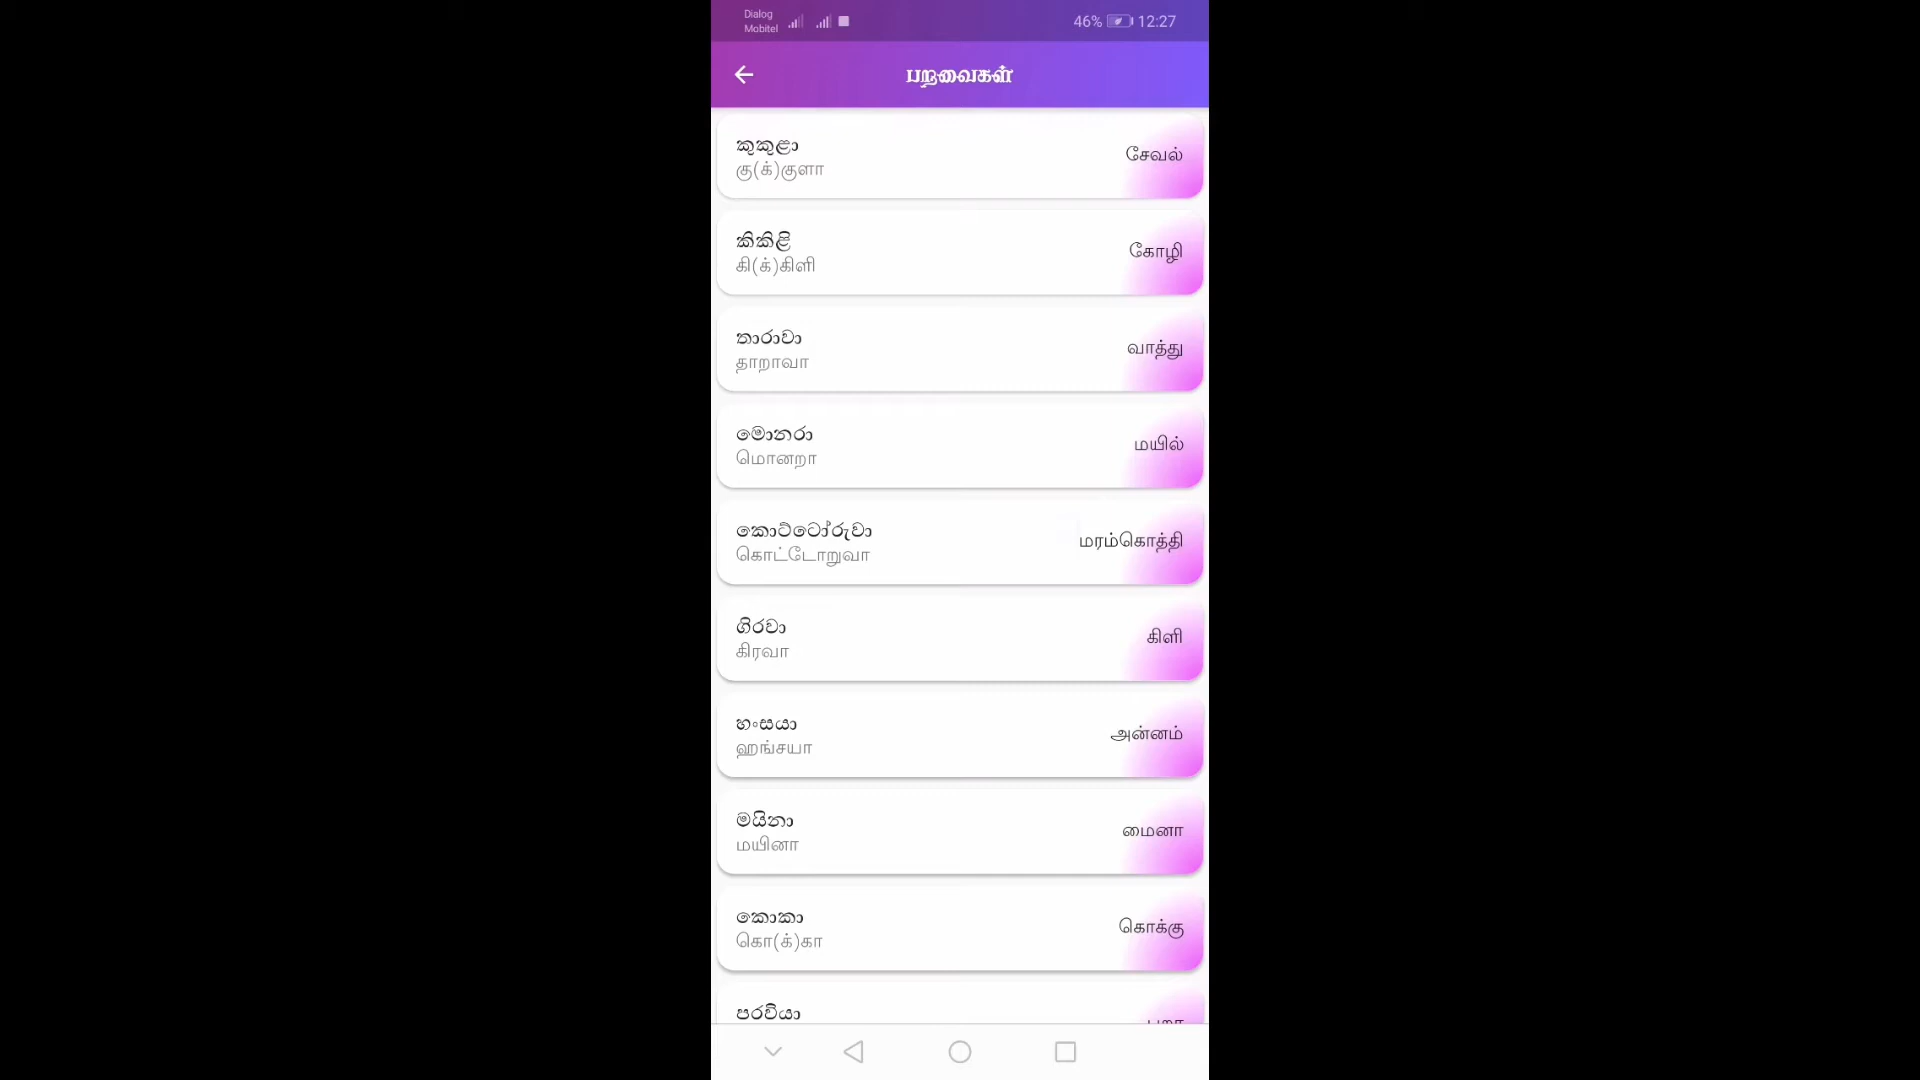 Dialog
Mobitel
46% 12:27
பறவைகள்
කුකුළා
கு(க்)குளா
சேவல்
කිකිළි
கி(க்)கிளி
கோழி
තාරාවා
தாறாவா
வாத்து
මොනරා
மொனறா
மயில்
කොට්ටෝරුවා
கொட்டோறுவா
மரம்கொத்தி
ගිරවා
கிரவா
கிளி
හංසයා
ஹங்சயா
அன்னம்
මයිනා
மயினா
மைனா
කොකා
கொ(க்)கா
கொக்கு
පරවියා